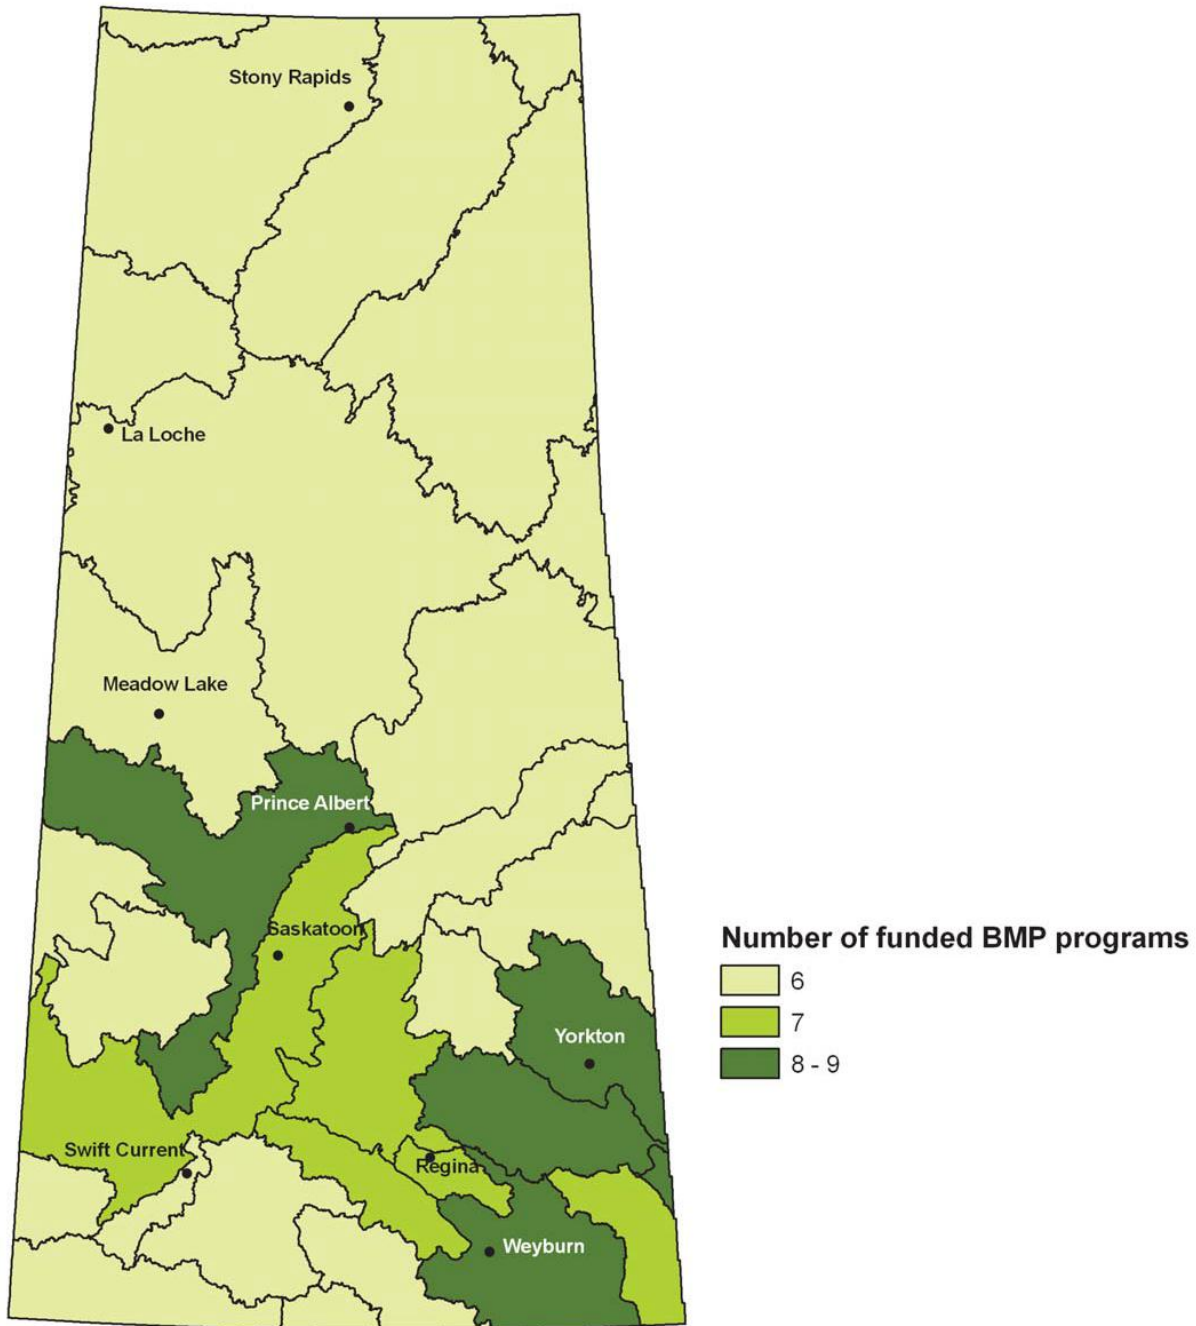 Stony Rapids
La Loche
Meadow Lake
Prince Albert
Saskatoon
Number of funded BMP programs
6
7
8 - 9
Yorkton
Swift Current
Regina
Weyburn